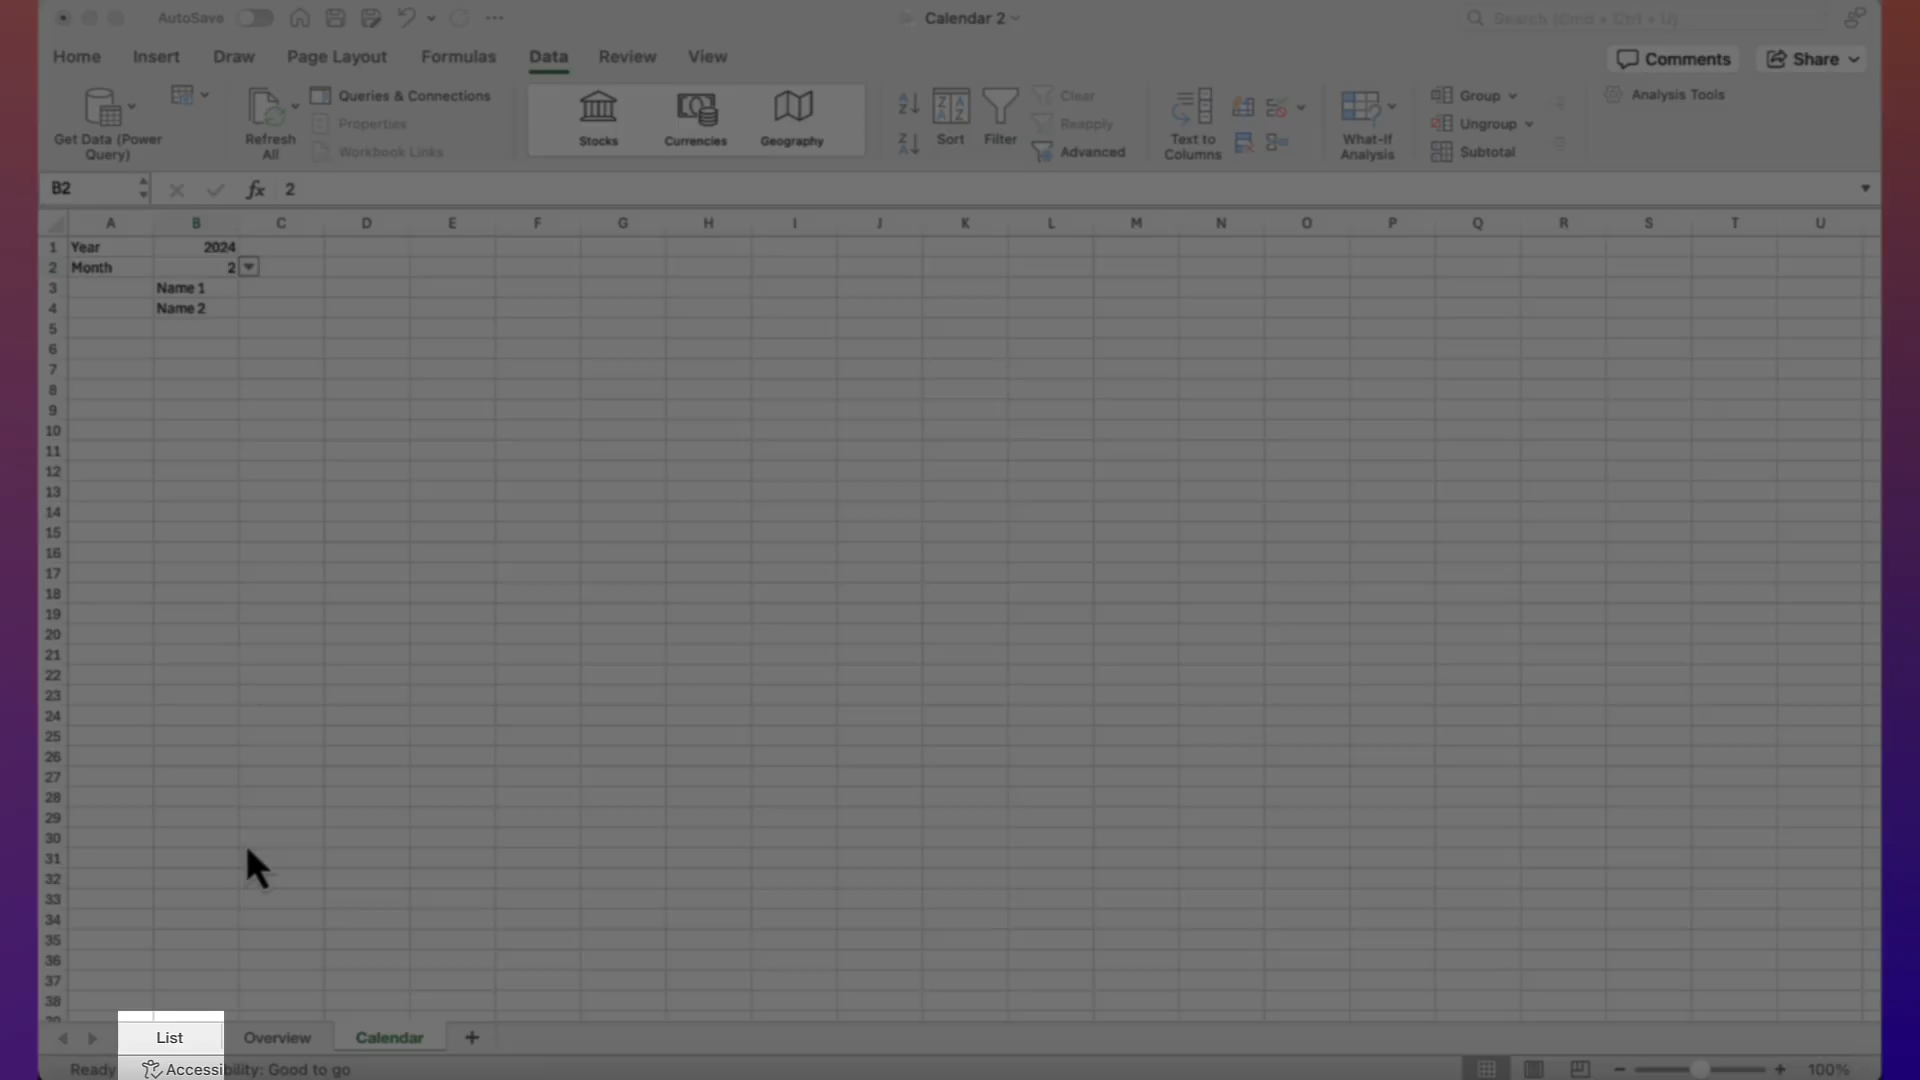 AutoSave
Calendar 2
Search (Cmd + Ctrl + U)
Home Insert Draw Page Layout Formulas Data Review View
Comments Share
Get Data (Power Query)
Refresh All
Queries & Connections
Properties
Workbook Links
Stocks Currencies Geography
Sort Filter
Clear
Reapply
Advanced
Text to Columns
What-If Analysis
Group
Ungroup
Subtotal
Analysis Tools
B2 fx 2
A B C D E F G H I J K L M N O P Q R S T U
1 Year 2024
2 Month 2
3 Name 1
4 Name 2
5
6
7
8
9
10
11
12
13
14
15
16
17
18
19
20
21
22
23
24
25
26
27
28
29
30
31
32
33
34
35
36
37
38
List Overview Calendar
Ready Accessibility: Good to go 100%